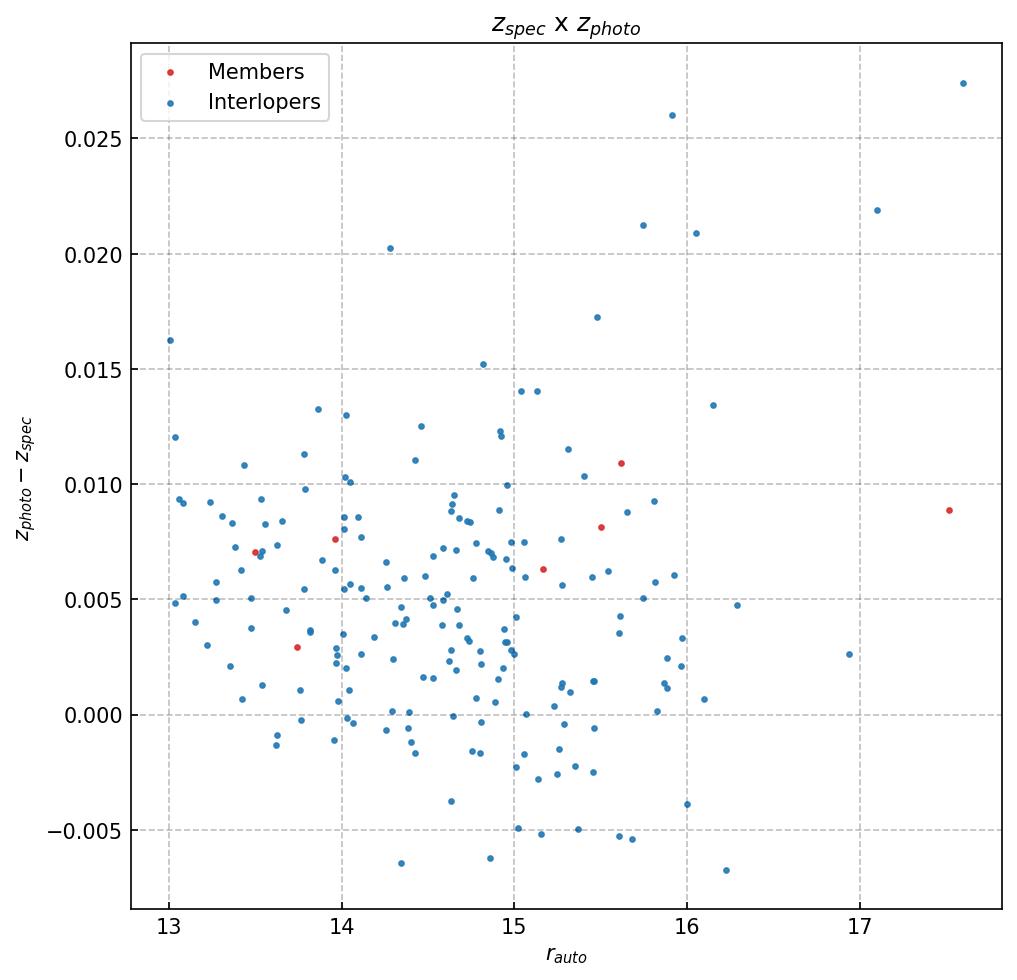 z_spec x z_photo
Members
Interlopers
0.025
0.020
0.015
0.010
0.005
0.000
−0.005
z_photo − z_spec
13 14 15 16 17
r_auto